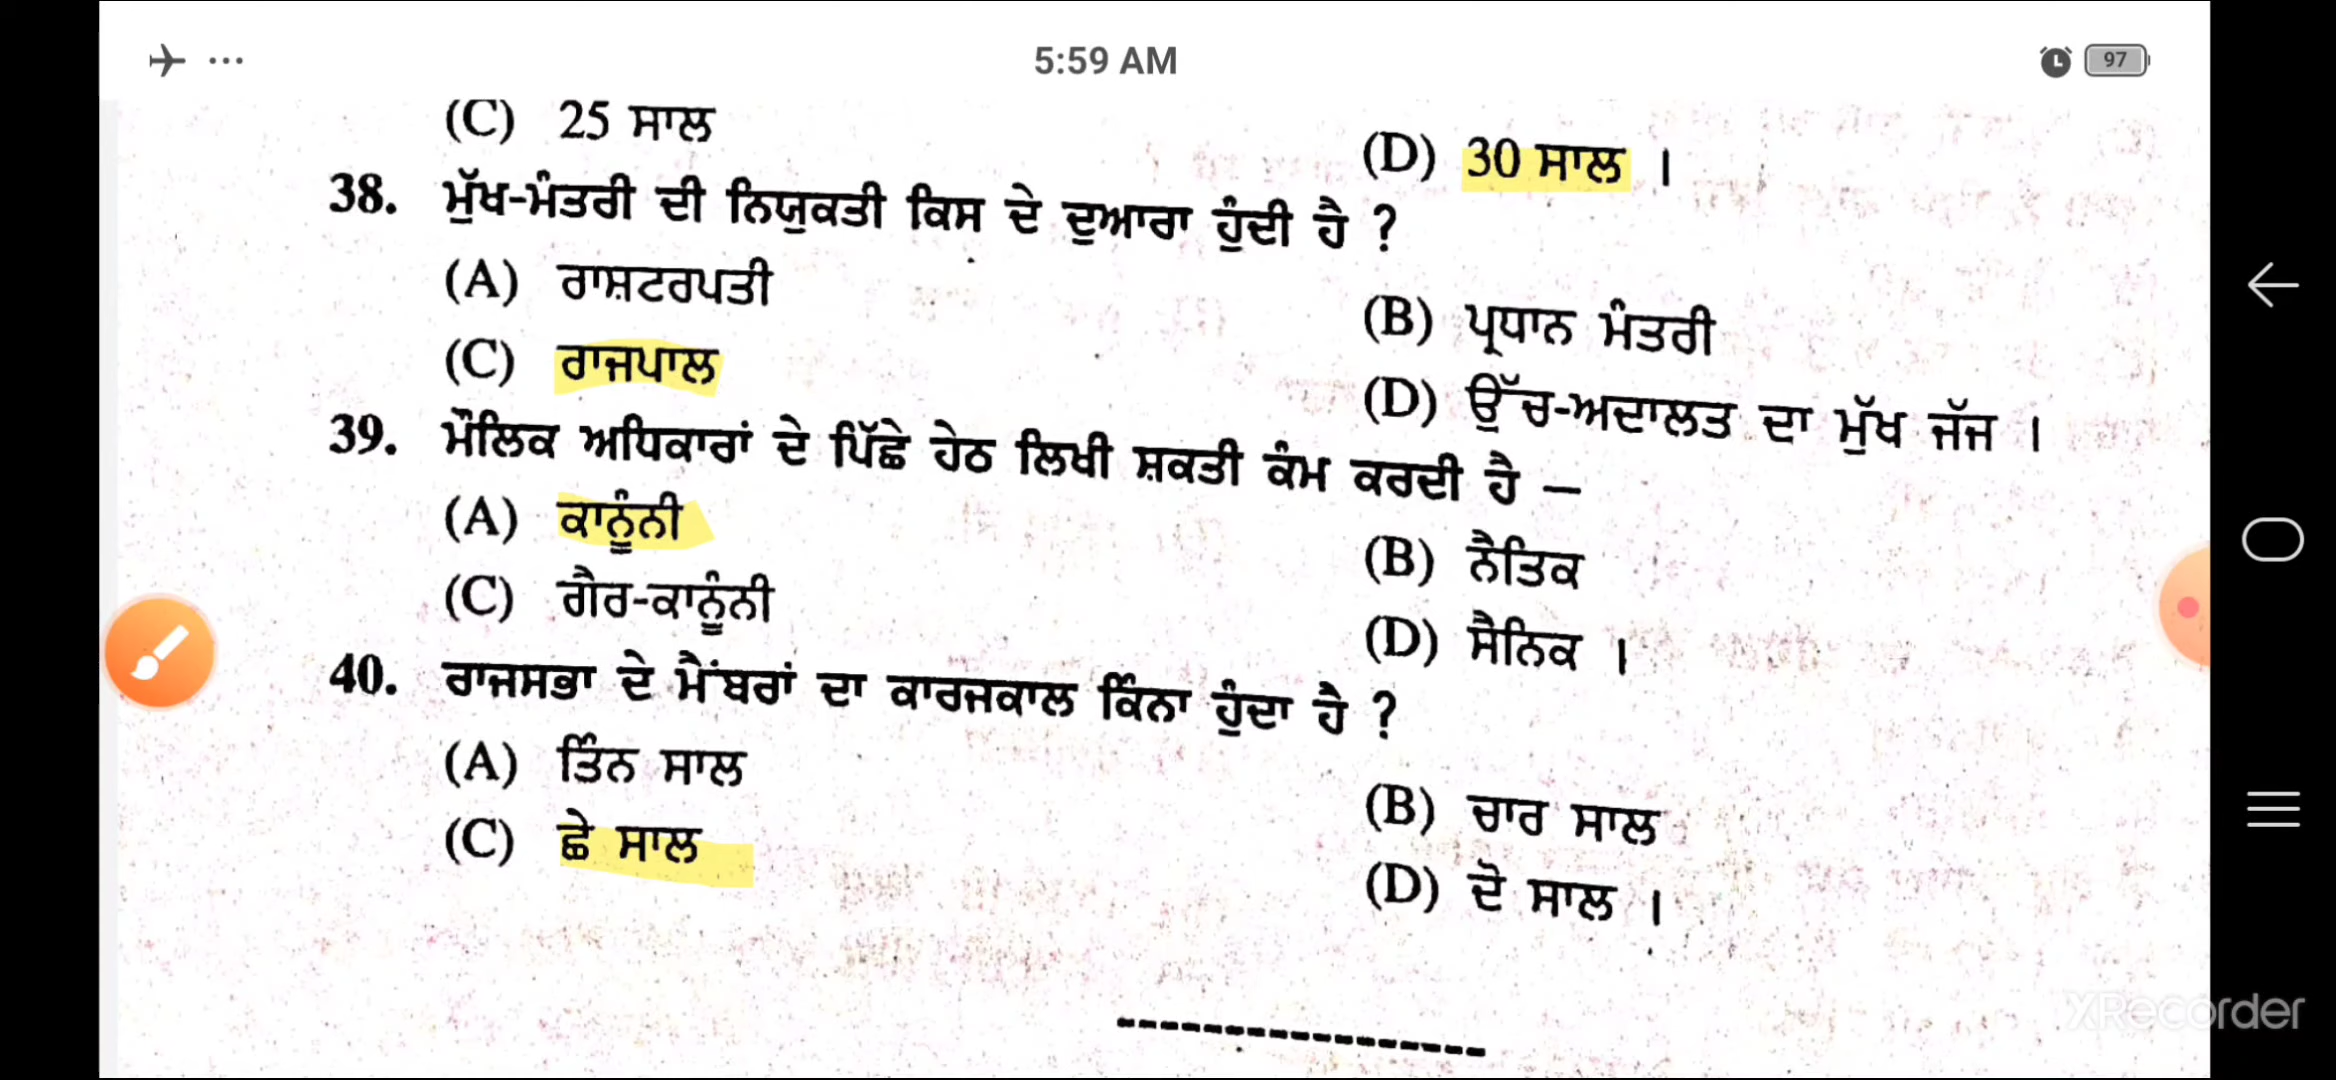 5:59 AM
97
(C) 25 ਸਾਲ
(D) 30 ਸਾਲ ।
38. ਮੁੱਖ-ਮੰਤਰੀ ਦੀ ਨਿਯੁਕਤੀ ਕਿਸ ਦੇ ਦੁਆਰਾ ਹੁੰਦੀ ਹੈ ?
(A) ਰਾਸ਼ਟਰਪਤੀ
(B) ਪ੍ਰਧਾਨ ਮੰਤਰੀ
(C) ਰਾਜਪਾਲ
(D) ਉੱਚ-ਅਦਾਲਤ ਦਾ ਮੁੱਖ ਜੱਜ ।
39. ਮੌਲਿਕ ਅਧਿਕਾਰਾਂ ਦੇ ਪਿੱਛੇ ਹੇਠ ਲਿਖੀ ਸ਼ਕਤੀ ਕੰਮ ਕਰਦੀ ਹੈ –
(A) ਕਾਨੂੰਨੀ
(B) ਨੈਤਿਕ
(C) ਗੈਰ-ਕਾਨੂੰਨੀ
(D) ਸੈਨਿਕ ।
40. ਰਾਜਸਭਾ ਦੇ ਮੈਂਬਰਾਂ ਦਾ ਕਾਰਜਕਾਲ ਕਿੰਨਾ ਹੁੰਦਾ ਹੈ ?
(A) ਤਿੰਨ ਸਾਲ
(B) ਚਾਰ ਸਾਲ
(C) ਛੇ ਸਾਲ
(D) ਦੋ ਸਾਲ ।
XRecorder